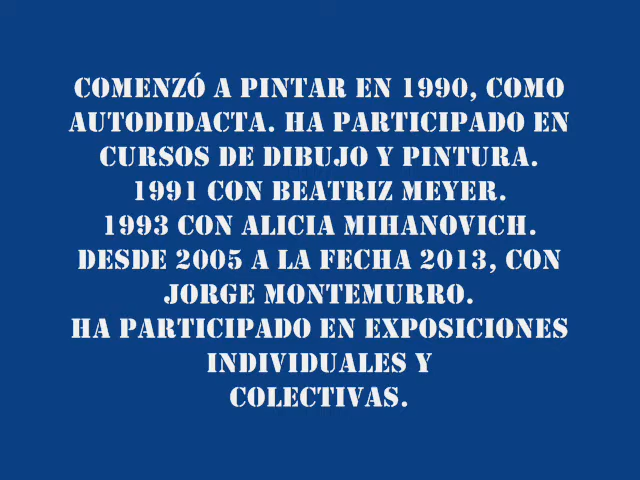 COMENZÓ A PINTAR EN 1990, COMO
AUTODIDACTA. HA PARTICIPADO EN
CURSOS DE DIBUJO Y PINTURA.
1991 CON BEATRIZ MEYER.
1993 CON ALICIA MIHANOVICH.
DESDE 2005 A LA FECHA 2013, CON
JORGE MONTEMURRO.
HA PARTICIPADO EN EXPOSICIONES
INDIVIDUALES Y
COLECTIVAS.